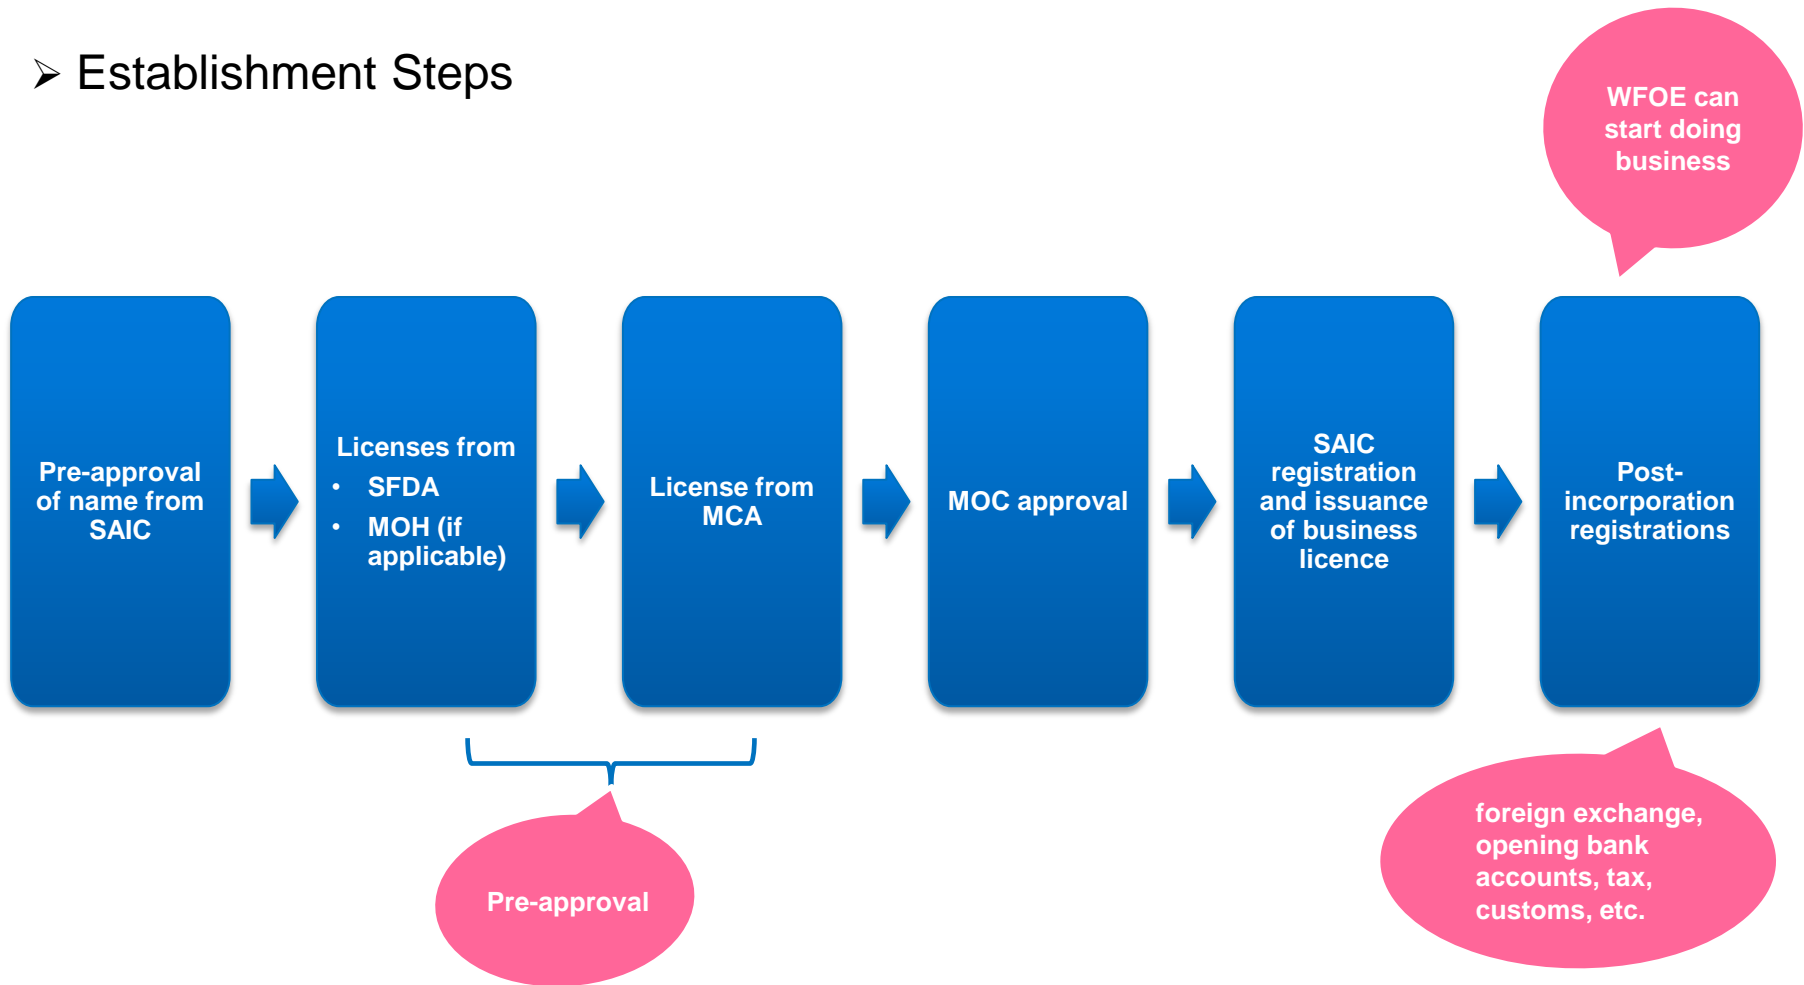 ➢ Establishment Steps
WFOE can
start doing
business
Pre-approval
of name from
SAIC
Licenses from
• SFDA
• MOH (if
applicable)
License from
MCA
MOC approval
SAIC
registration
and issuance
of business
licence
Post-
incorporation
registrations
Pre-approval
foreign exchange,
opening bank
accounts, tax,
customs, etc.